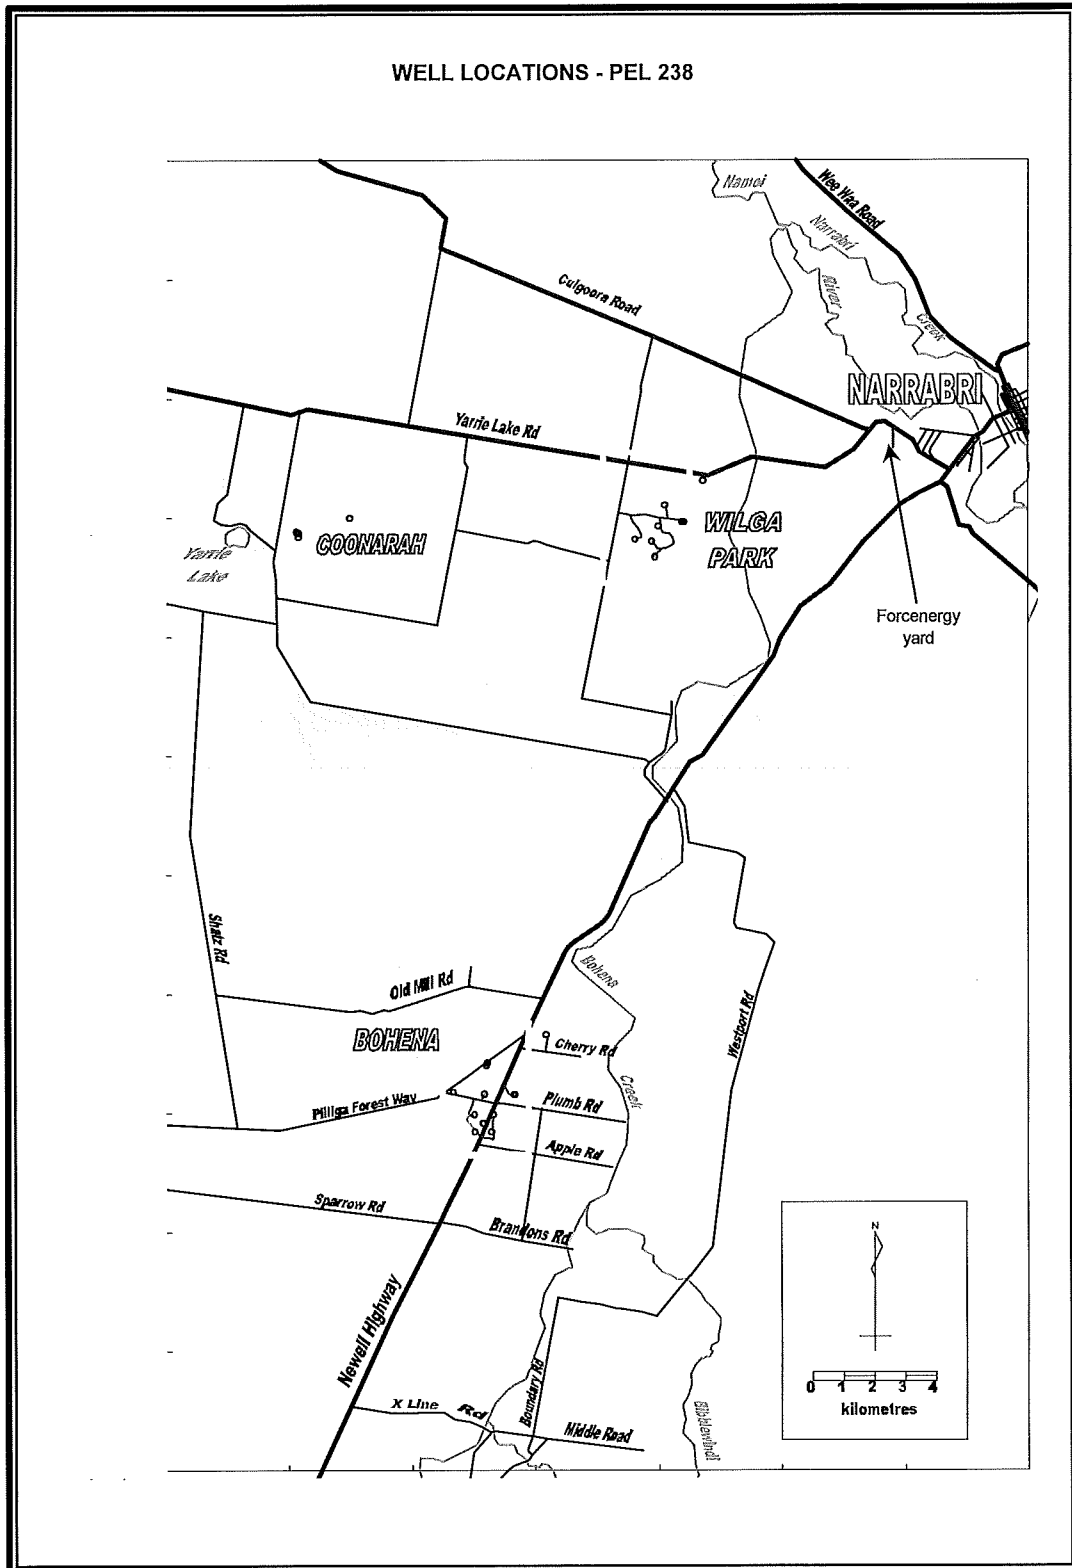 WELL LOCATIONS - PEL 238
Namoi
Wee Waa Road
Narrabri
River
Creek
Culgoora Road
NARRABRI
Yarrie Lake Rd
WILGA
PARK
COONARAH
Yarrie
Lake
Forcenergy
yard
Shatz Rd
Old Mill Rd
Bohena
BOHENA
Cherry Rd
Westport Rd
Creek
Pilliga Forest Way
Plumb Rd
Apple Rd
Sparrow Rd
Brandons Rd
Newell Highway
N
0 1 2 3 4
kilometres
Boundary Rd
X Line Rd
Middle Road
Bibblewindi